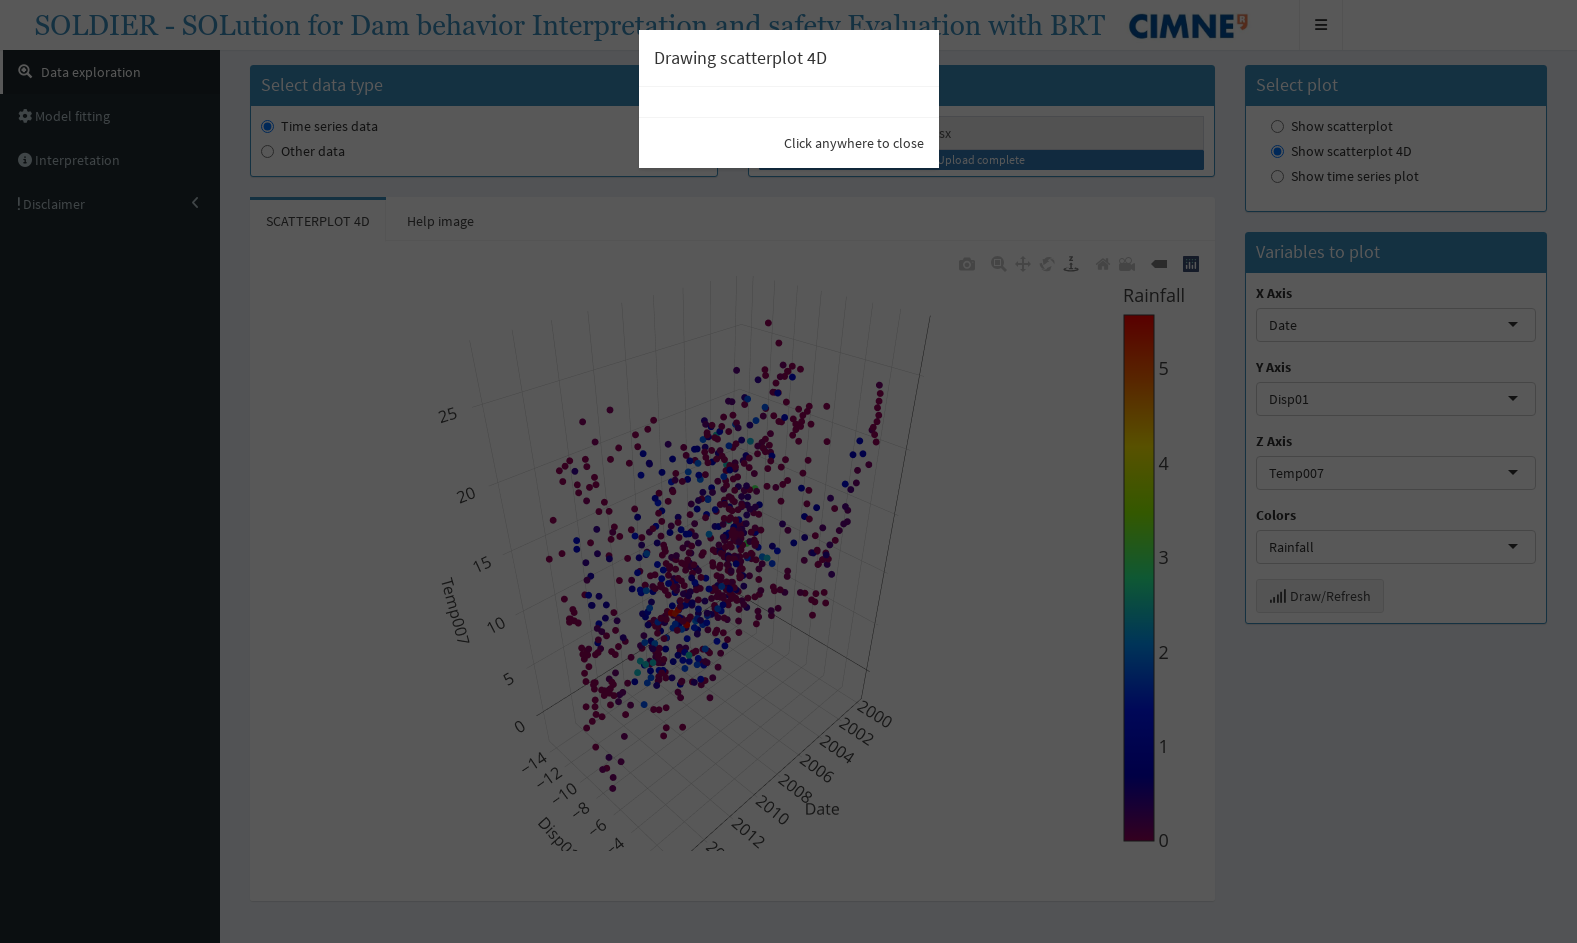 SOLDIER - SOLution for Dam behavior Interpretation and safety Evaluation with BRT
CIMNE
Drawing scatterplot 4D
Click anywhere to close
Data exploration
Model fitting
Interpretation
! Disclaimer
Select data type
Time series data
Other data
sx
Upload complete
Select plot
Show scatterplot
Show scatterplot 4D
Show time series plot
SCATTERPLOT 4D
Help image
Rainfall
5
4
3
2
1
0
25
20
15
10
5
0
Temp007
−14
−12
−10
−8
−6
−4
2000
2002
2004
2006
2008
2010
2012
Date
Variables to plot
X Axis
Date
Y Axis
Disp01
Z Axis
Temp007
Colors
Rainfall
Draw/Refresh